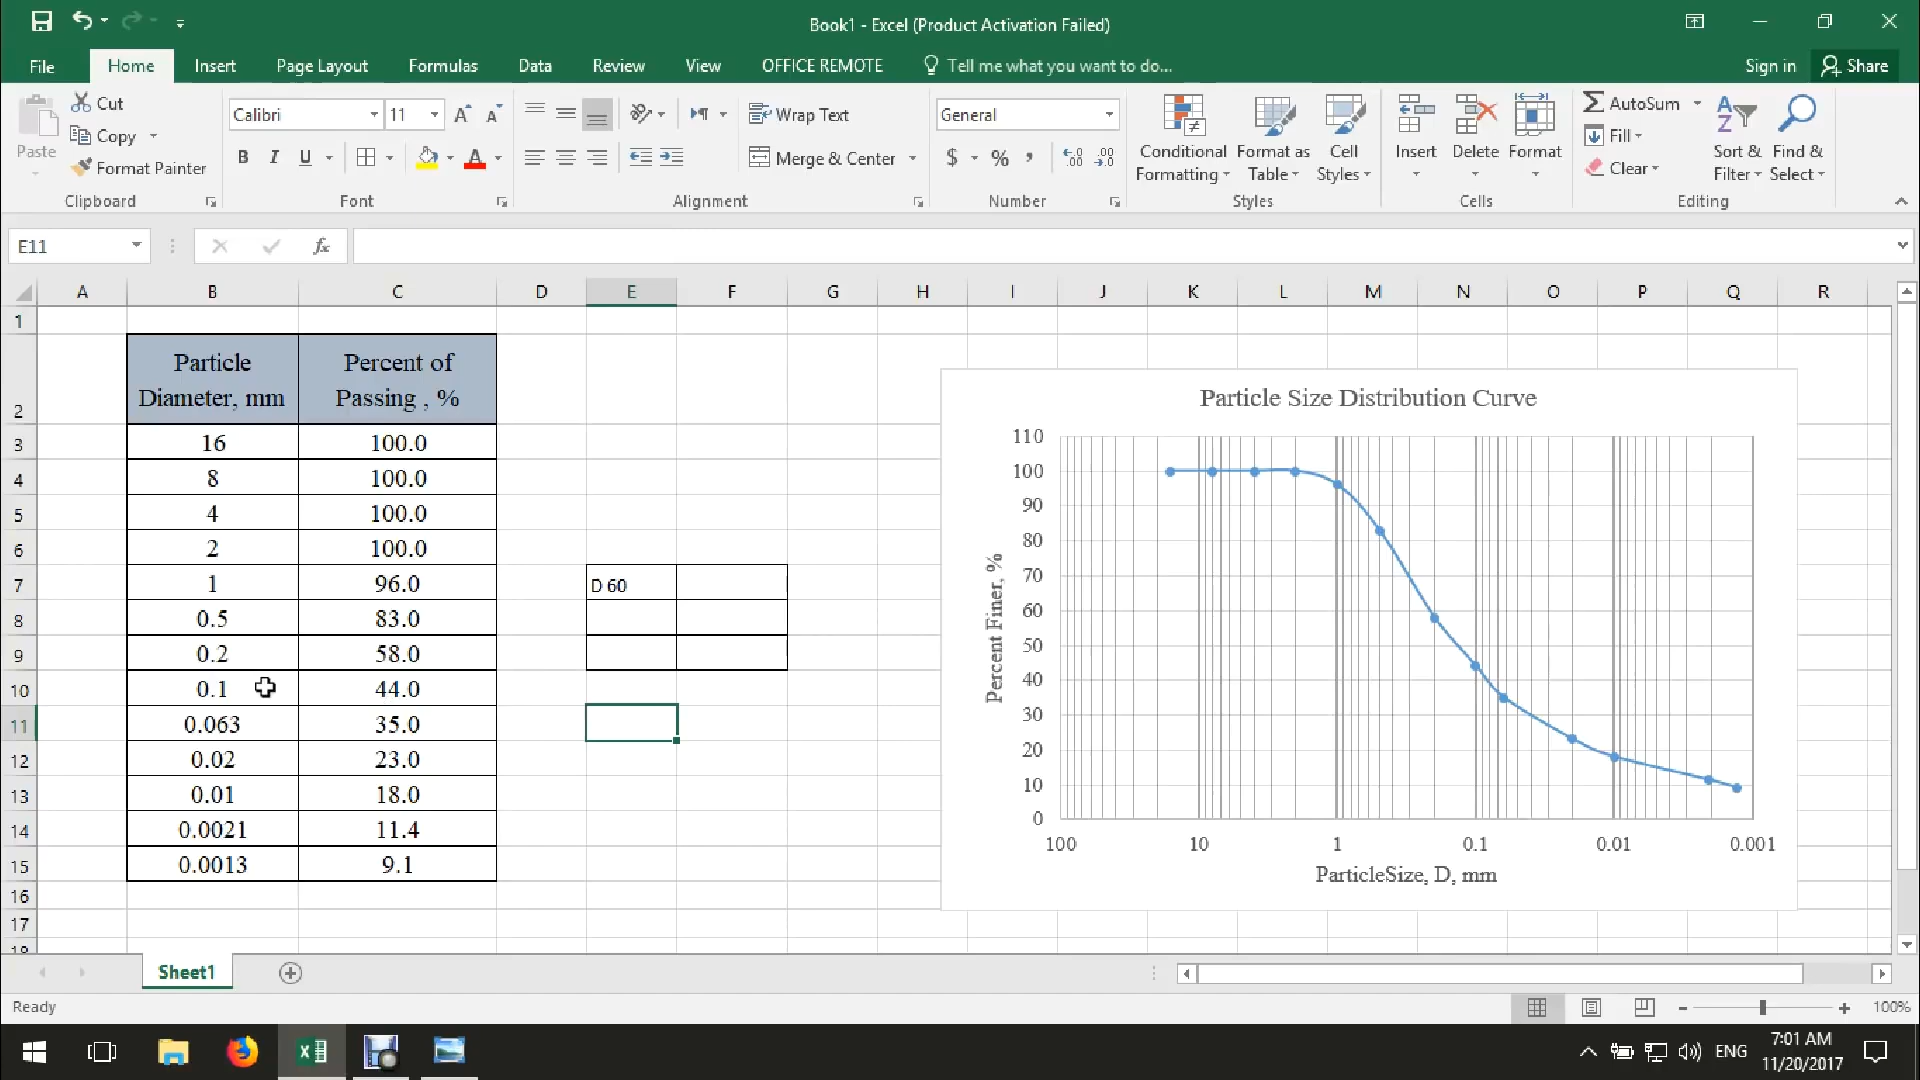 Book1 - Excel (Product Activation Failed)
File Home Insert Page Layout Formulas Data Review View OFFICE REMOTE Tell me what you want to do... Sign in Share
Paste
Cut
Copy
Format Painter
Clipboard
Calibri 11
B I U
Font
Wrap Text
Merge & Center
Alignment
General
$ % ,
Number
Conditional Formatting
Format as Table
Cell Styles
Styles
Insert Delete Format
Cells
AutoSum
Fill
Clear
Sort & Filter
Find & Select
Editing
E11 fx
A B C D E F G H I J K L M N O P Q R
1
2 Particle Diameter, mm Percent of Passing , %
3 16 100.0
4 8 100.0
5 4 100.0
6 2 100.0
7 1 96.0 D 60
8 0.5 83.0
9 0.2 58.0
10 0.1 44.0
11 0.063 35.0
12 0.02 23.0
13 0.01 18.0
14 0.0021 11.4
15 0.0013 9.1
16
17
18
Particle Size Distribution Curve
Percent Finer, %
110
100
90
80
70
60
50
40
30
20
10
0
100 10 1 0.1 0.01 0.001
ParticleSize, D, mm
Sheet1
Ready 100%
ENG 7:01 AM
11/20/2017